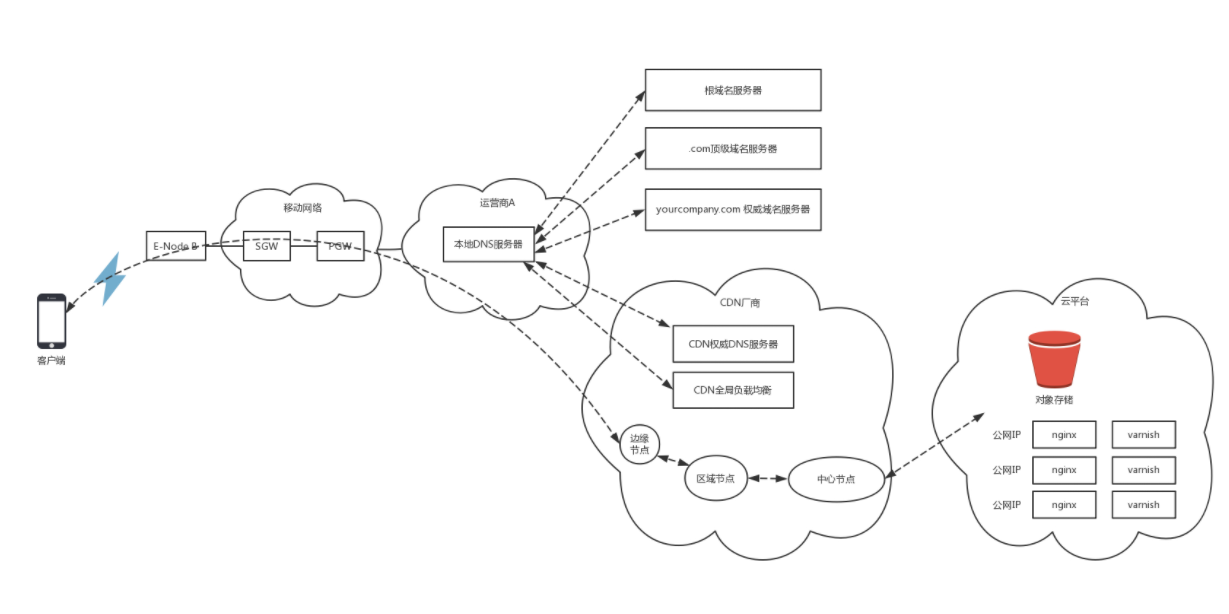 根域名服务器
.com顶级域名服务器
yourcompany.com 权威域名服务器
移动网络
运营商A
E-Node B
SGW
PGW
本地DNS服务器
客户端
CDN厂商
CDN权威DNS服务器
CDN全局负载均衡
边缘
节点
区域节点
中心节点
云平台
对象存储
公网IP nginx varnish
公网IP nginx varnish
公网IP nginx varnish